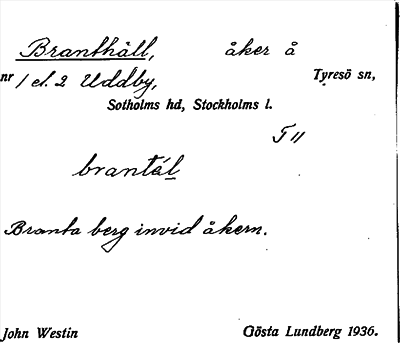 Branthäll, åker å
nr 1 el. 2 Uddby, Tyresö sn,
Sotholms hd, Stockholms l.
brantál
Branta berg invid åkern.
John Westin Gösta Lundberg 1936.